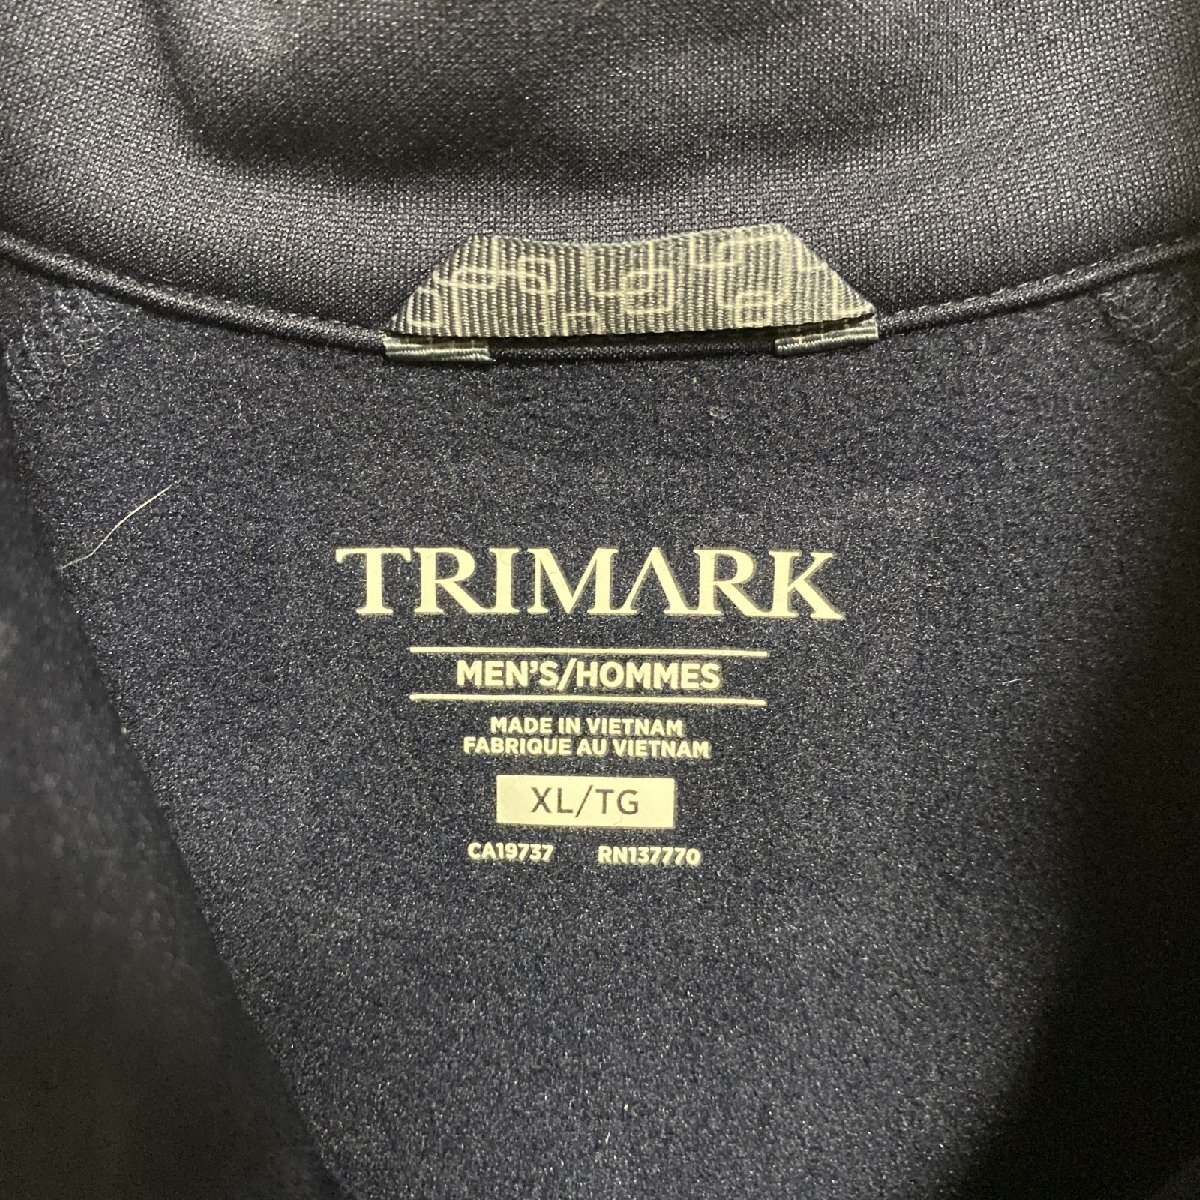 TRIMARK
MEN'S/HOMMES
MADE IN VIETNAM
FABRIQUE AU VIETNAM
XL/TG
CA19737 RN137770